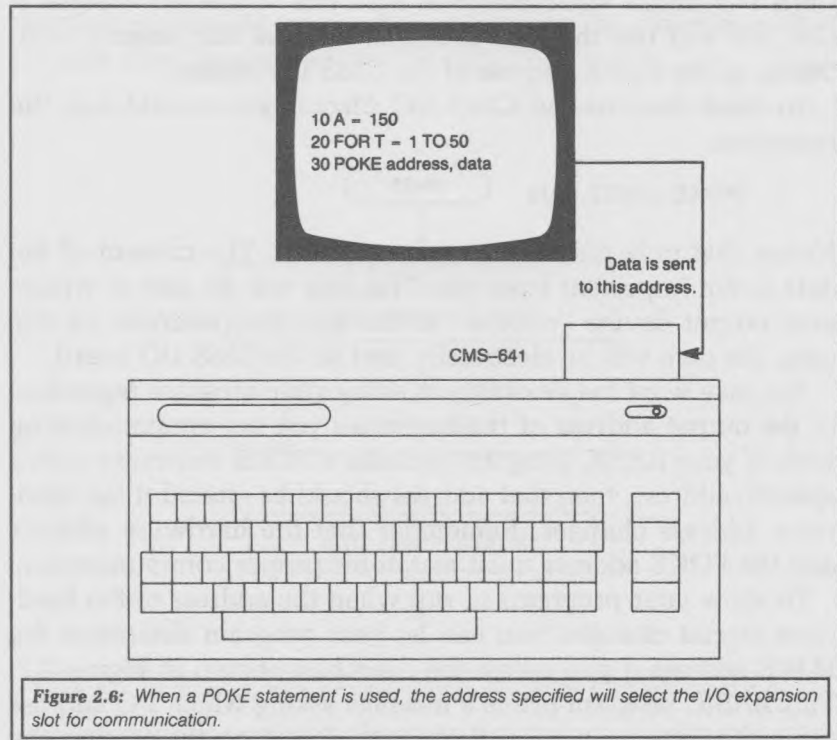 10 A = 150
20 FOR T = 1 TO 50
30 POKE address, data
Data is sent
to this address.
CMS–641
Figure 2.6: When a POKE statement is used, the address specified will select the I/O expansion
slot for communication.